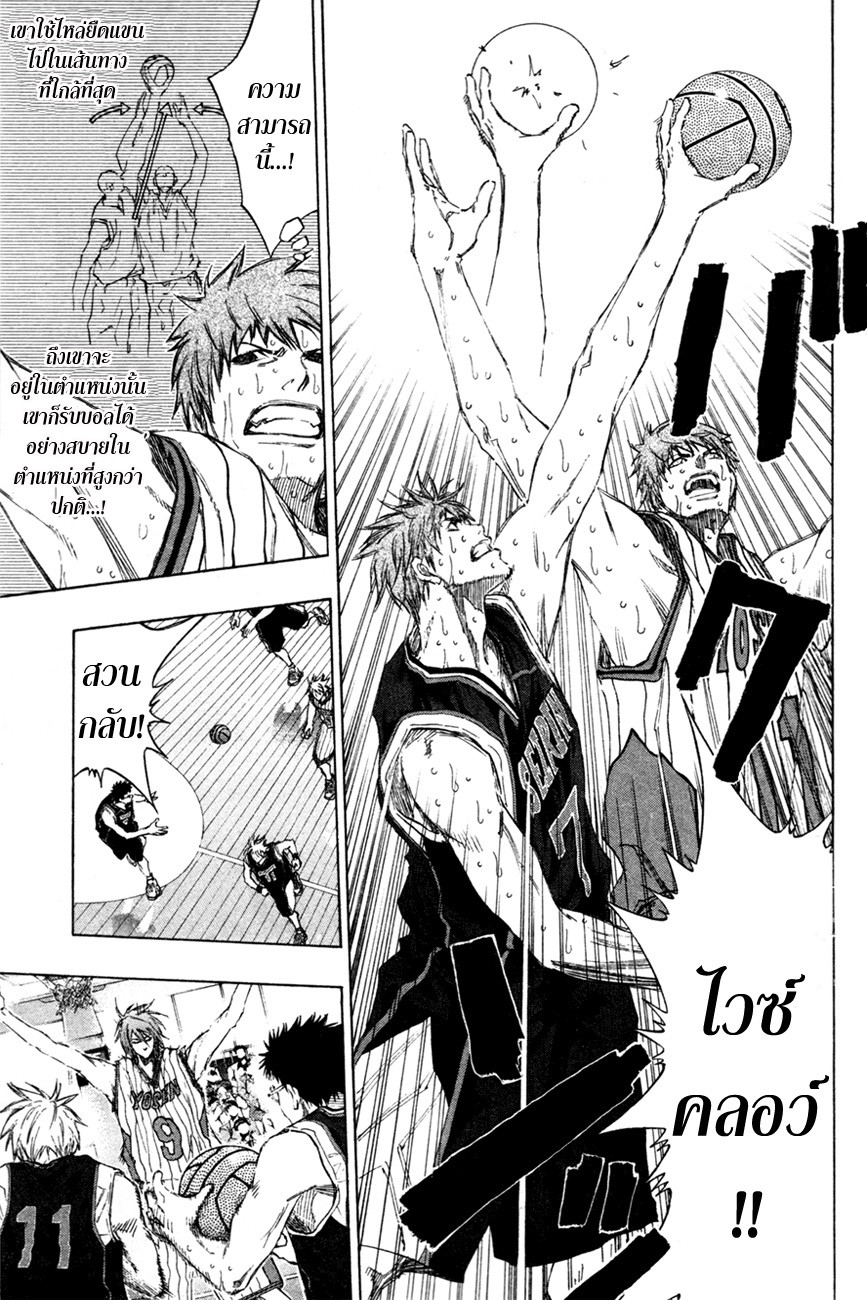 ไวซ์
คลอว์
!!
SEIRIN
7
ความ
สามารถ
นี้...!
เขาใช้ไหล่ยืดแขน
ไปในเส้นทาง
ที่ใกล้ที่สุด
ถึงเขาจะ
อยู่ในตำแหน่งนั้น
เขาก็รับบอลได้
อย่างสบายใน
ตำแหน่งที่สูงกว่า
ปกติ...!
สวน
กลับ!
YOSEN
9
11